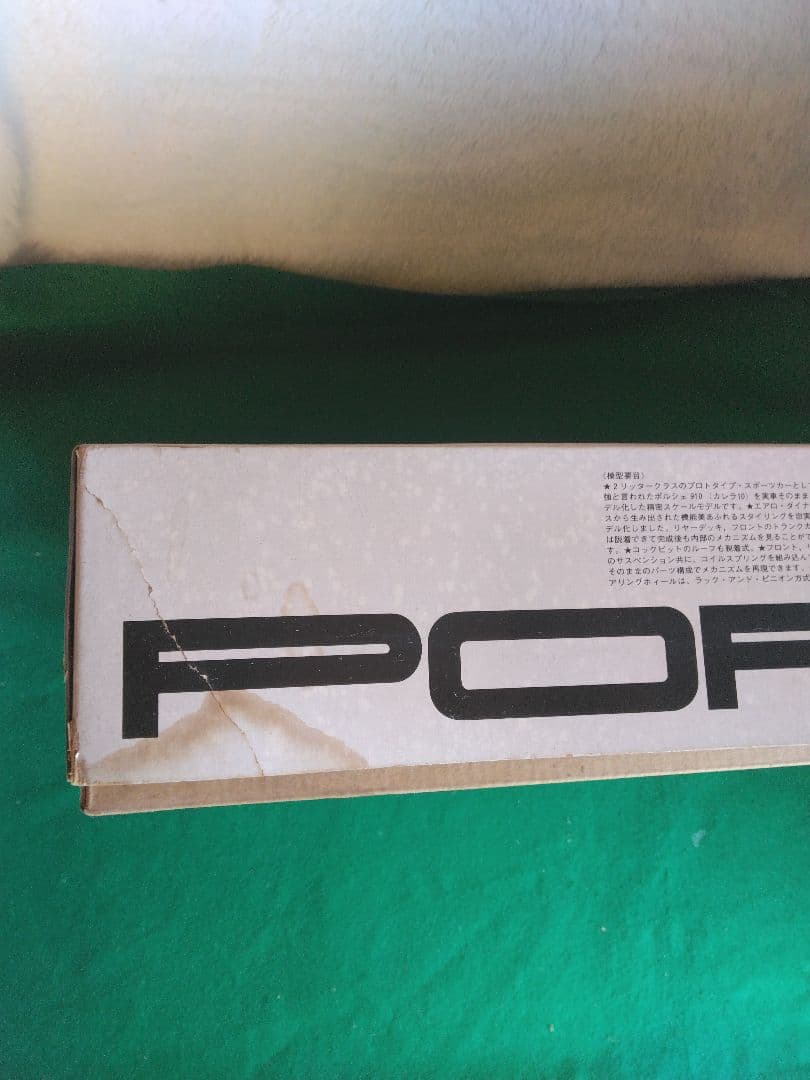 〈模型要目〉
★2リッタークラスのプロトタイプ・スポーツカーとし
強と言われたポルシェ910（カレラ10）を実車そのまま
デル化した精密スケールモデルです。★エアロ・ダイナ
スから生み出された機能美あふれるスタイリングを忠実
デル化しました。リヤーデッキ，フロントのトランクカ
は脱着できて完成後も内部のメカニズムを見ることがで
す。★コックピットのルーフも脱着式。★フロント，リ
のサスペンション共に，コイルスプリングを組み込んで
そのままのパーツ構成でメカニズムを再現できます。
アリングホィールは、ラック・アンド・ピニオン方式
POR